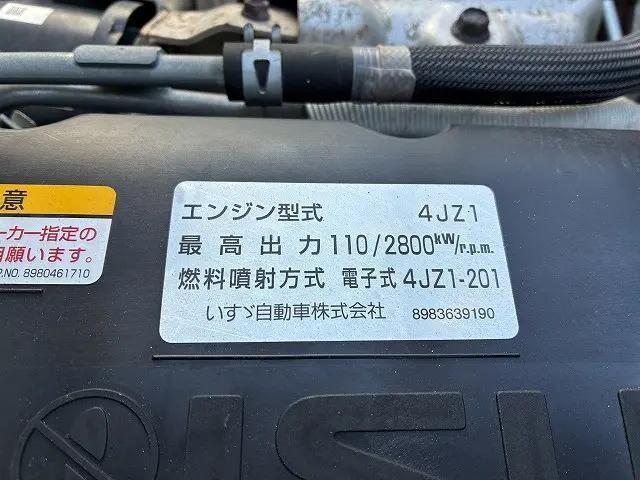 意
ーカー指定の
用願います。
P.NO. 8980461710
エンジン型式 4JZ1
最高出力 110/2800kW/r.p.m.
燃料噴射方式 電子式 4JZ1-201
いすゞ自動車株式会社 8983639190